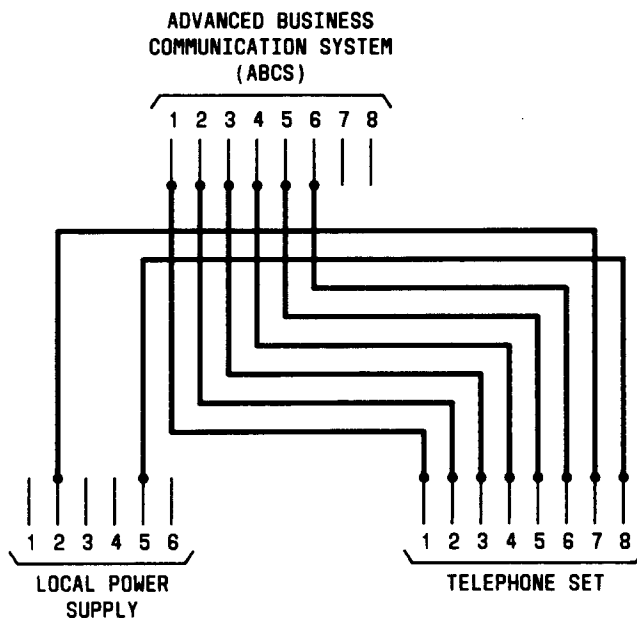 ADVANCED BUSINESS
COMMUNICATION SYSTEM
(ABCS)
1 2 3 4 5 6 7 8
1 2 3 4 5 6
1 2 3 4 5 6 7 8
LOCAL POWER
SUPPLY
TELEPHONE SET